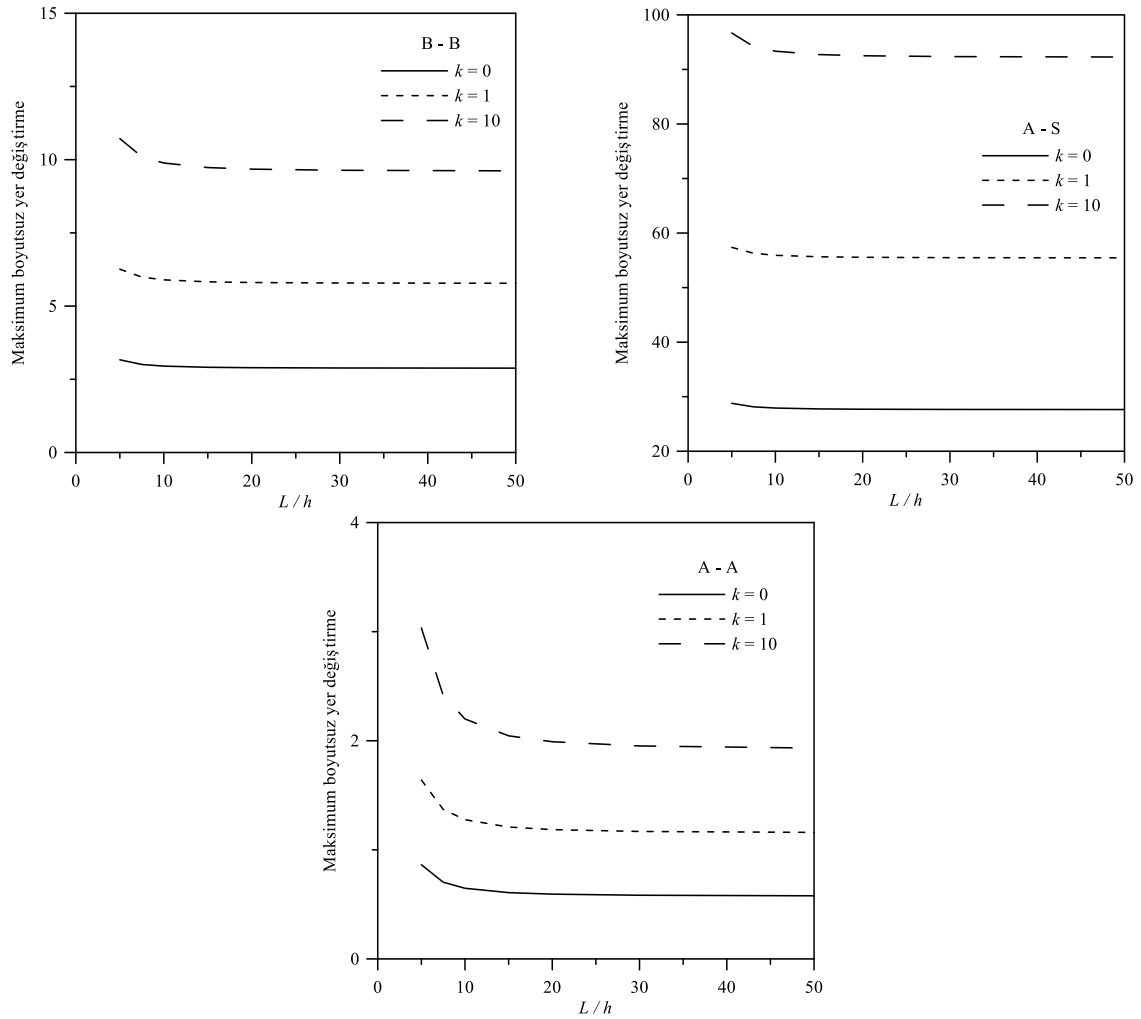 15
10
5
0
Maksimum boyutsuz yer değiştirme
B - B
k = 0
k = 1
k = 10
0 10 20 30 40 50
L / h
100
80
60
40
20
Maksimum boyutsuz yer değiştirme
A - S
k = 0
k = 1
k = 10
0 10 20 30 40 50
L / h
4
2
0
Maksimum boyutsuz yer değiştirme
A - A
k = 0
k = 1
k = 10
0 10 20 30 40 50
L / h